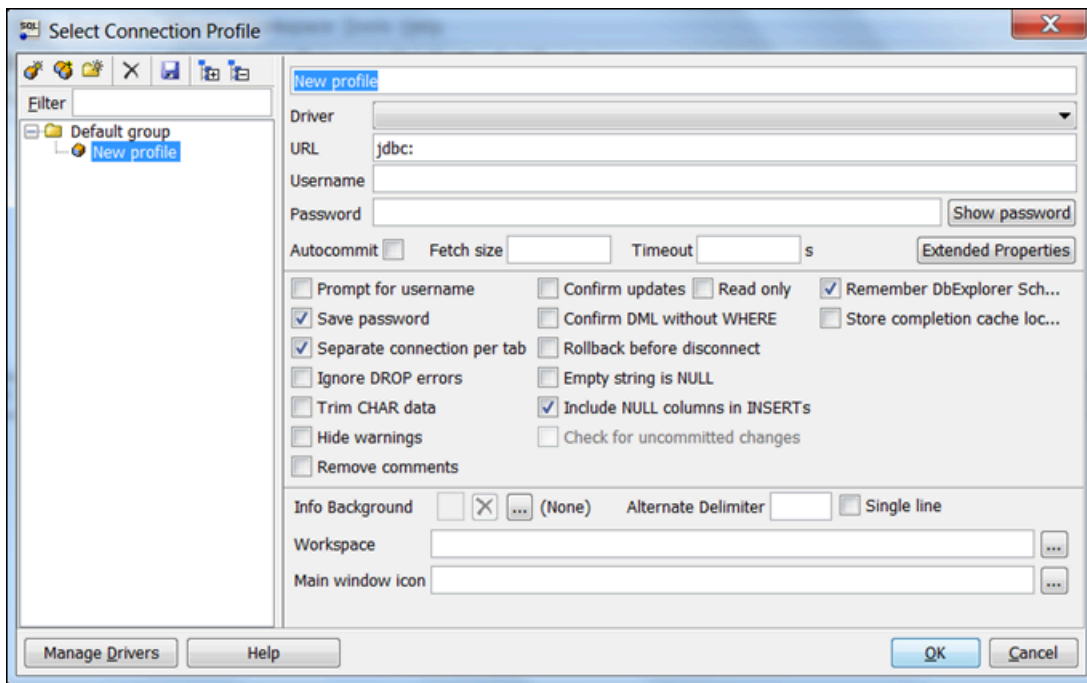 SQL Select Connection Profile
Filter
Default group
New profile
New profile
Driver
URL jdbc:
Username
Password Show password
Autocommit Fetch size Timeout s Extended Properties
Prompt for username Confirm updates Read only Remember DbExplorer Sch...
Save password Confirm DML without WHERE Store completion cache loc...
Separate connection per tab Rollback before disconnect
Ignore DROP errors Empty string is NULL
Trim CHAR data Include NULL columns in INSERTs
Hide warnings Check for uncommitted changes
Remove comments
Info Background ... (None) Alternate Delimiter Single line
Workspace ...
Main window icon ...
Manage Drivers Help OK Cancel